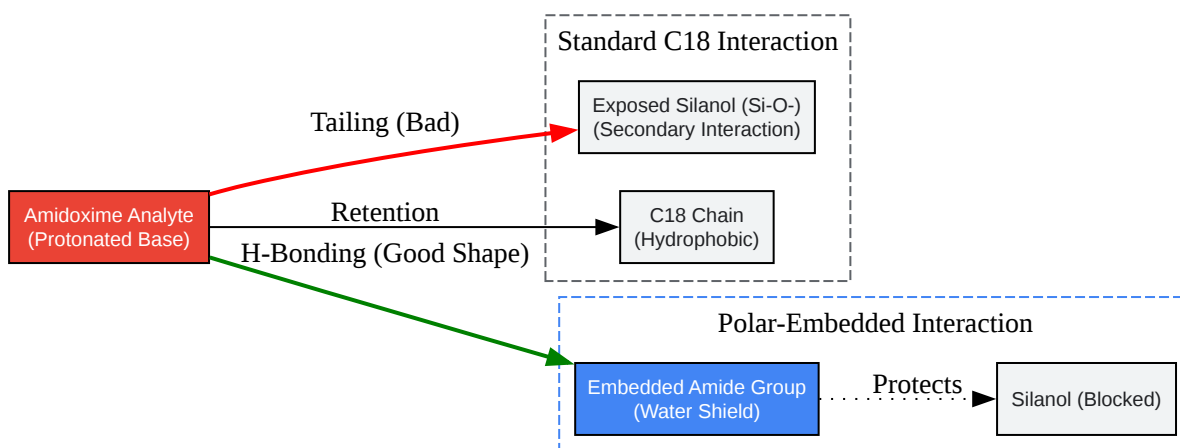 Standard C18 Interaction
Exposed Silanol (Si-O-)
(Secondary Interaction)
Tailing (Bad)
Amidoxime Analyte
(Protonated Base)
Retention
C18 Chain
(Hydrophobic)
H-Bonding (Good Shape)
Polar-Embedded Interaction
Embedded Amide Group
(Water Shield)
Protects
Silanol (Blocked)